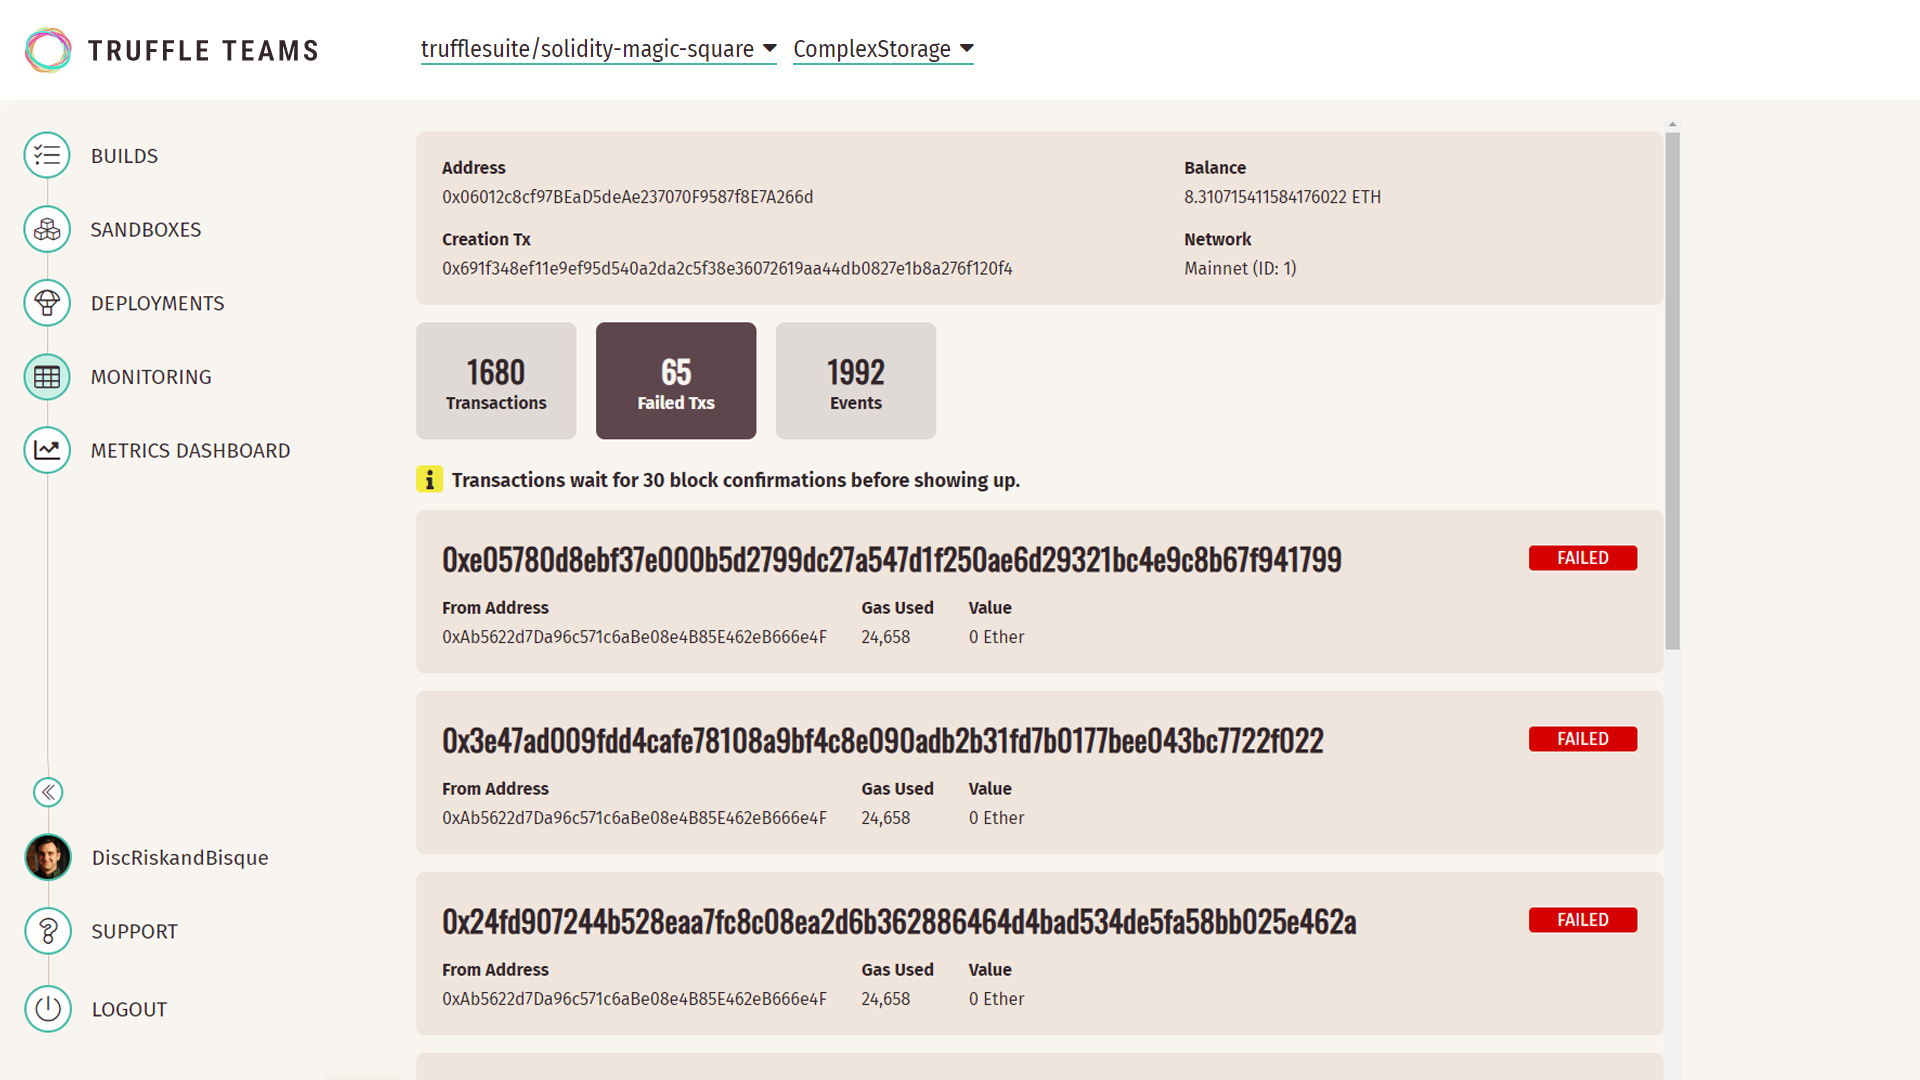 TRUFFLE TEAMS
trufflesuite/solidity-magic-square
ComplexStorage
BUILDS
SANDBOXES
DEPLOYMENTS
MONITORING
METRICS DASHBOARD
DiscRiskandBisque
SUPPORT
LOGOUT
Address
0x06012c8cf97BEaD5deAe237070F9587f8E7A266d
Balance
8.310715411584176022 ETH
Creation Tx
0x691f348ef11e9ef95d540a2da2c5f38e36072619aa44db0827e1b8a276f120f4
Network
Mainnet (ID: 1)
1680
Transactions
65
Failed Txs
1992
Events
Transactions wait for 30 block confirmations before showing up.
0xe05780d8ebf37e000b5d2799dc27a547d1f250ae6d29321bc4e9c8b67f941799
FAILED
From Address Gas Used Value
0xAb5622d7Da96c571c6aBe08e4B85E462eB666e4F 24,658 0 Ether
0x3e47ad009fdd4cafe78108a9bf4c8e090adb2b31fd7b0177bee043bc7722f022
FAILED
From Address Gas Used Value
0xAb5622d7Da96c571c6aBe08e4B85E462eB666e4F 24,658 0 Ether
0x24fd907244b528eaa7fc8c08ea2d6b362886464d4bad534de5fa58bb025e462a
FAILED
From Address Gas Used Value
0xAb5622d7Da96c571c6aBe08e4B85E462eB666e4F 24,658 0 Ether